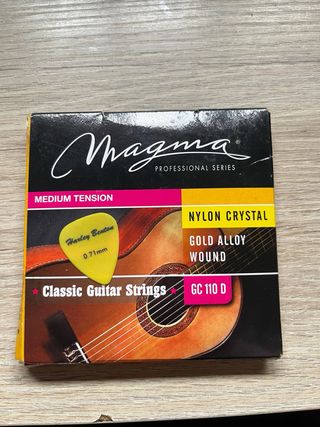 Magma
PROFESSIONAL SERIES
MEDIUM TENSION
NYLON CRYSTAL
Harley Benton
0.71mm
GOLD ALLOY
WOUND
Classic Guitar Strings
GC 110 D